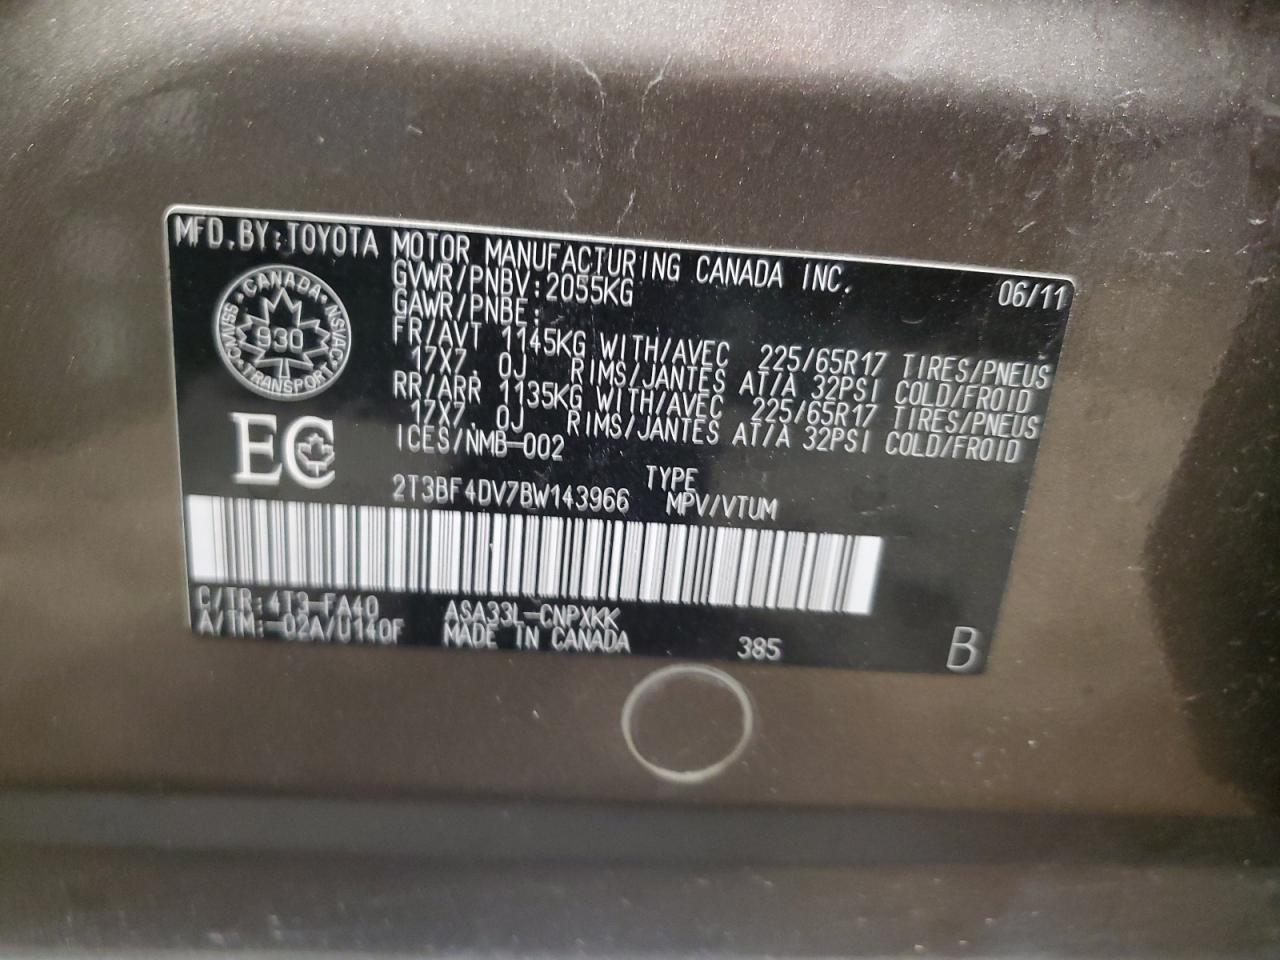 MFD. BY: TOYOTA MOTOR MANUFACTURING CANADA INC. 06/11
GVWR/PNBV: 2055KG
GAWR/PNBE:
FR/AVT 1145KG WITH/AVEC 225/65R17 TIRES/PNEUS
17X7. 0J RIMS/JANTES AT/A 32PSI COLD/FROID
RR/ARR 1135KG WITH/AVEC 225/65R17 TIRES/PNEUS
17X7. 0J RIMS/JANTES AT/A 32PSI COLD/FROID
ICES/NMB-002
CANADA
930
CMVSS NSVAC
TRANSPORT
EC
TYPE
2T3BF4DV7BW143966 MPV/VTUM
C/TR: 4T3-FA40 ASA33L-CNPXKK
A/TM: -02A/U140F MADE IN CANADA 385 B